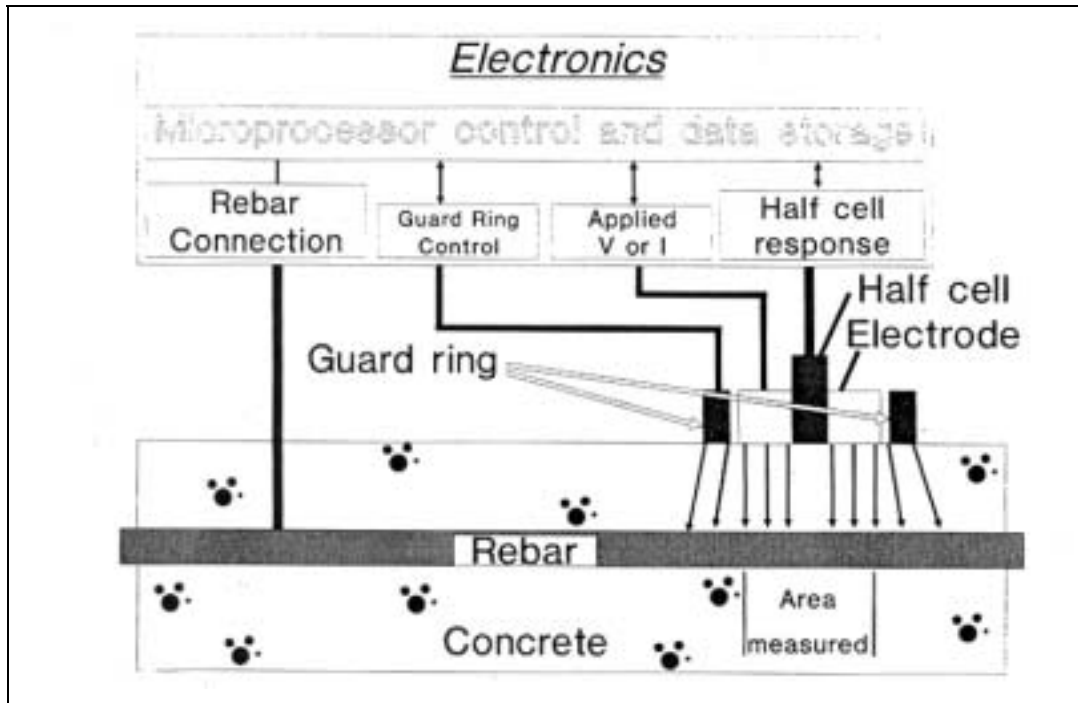 Electronics
Microprocessor control and data storage
Rebar
Connection
Guard Ring
Control
Applied
V or I
Half cell
response
Half cell
Electrode
Guard ring
Rebar
Area
measured
Concrete